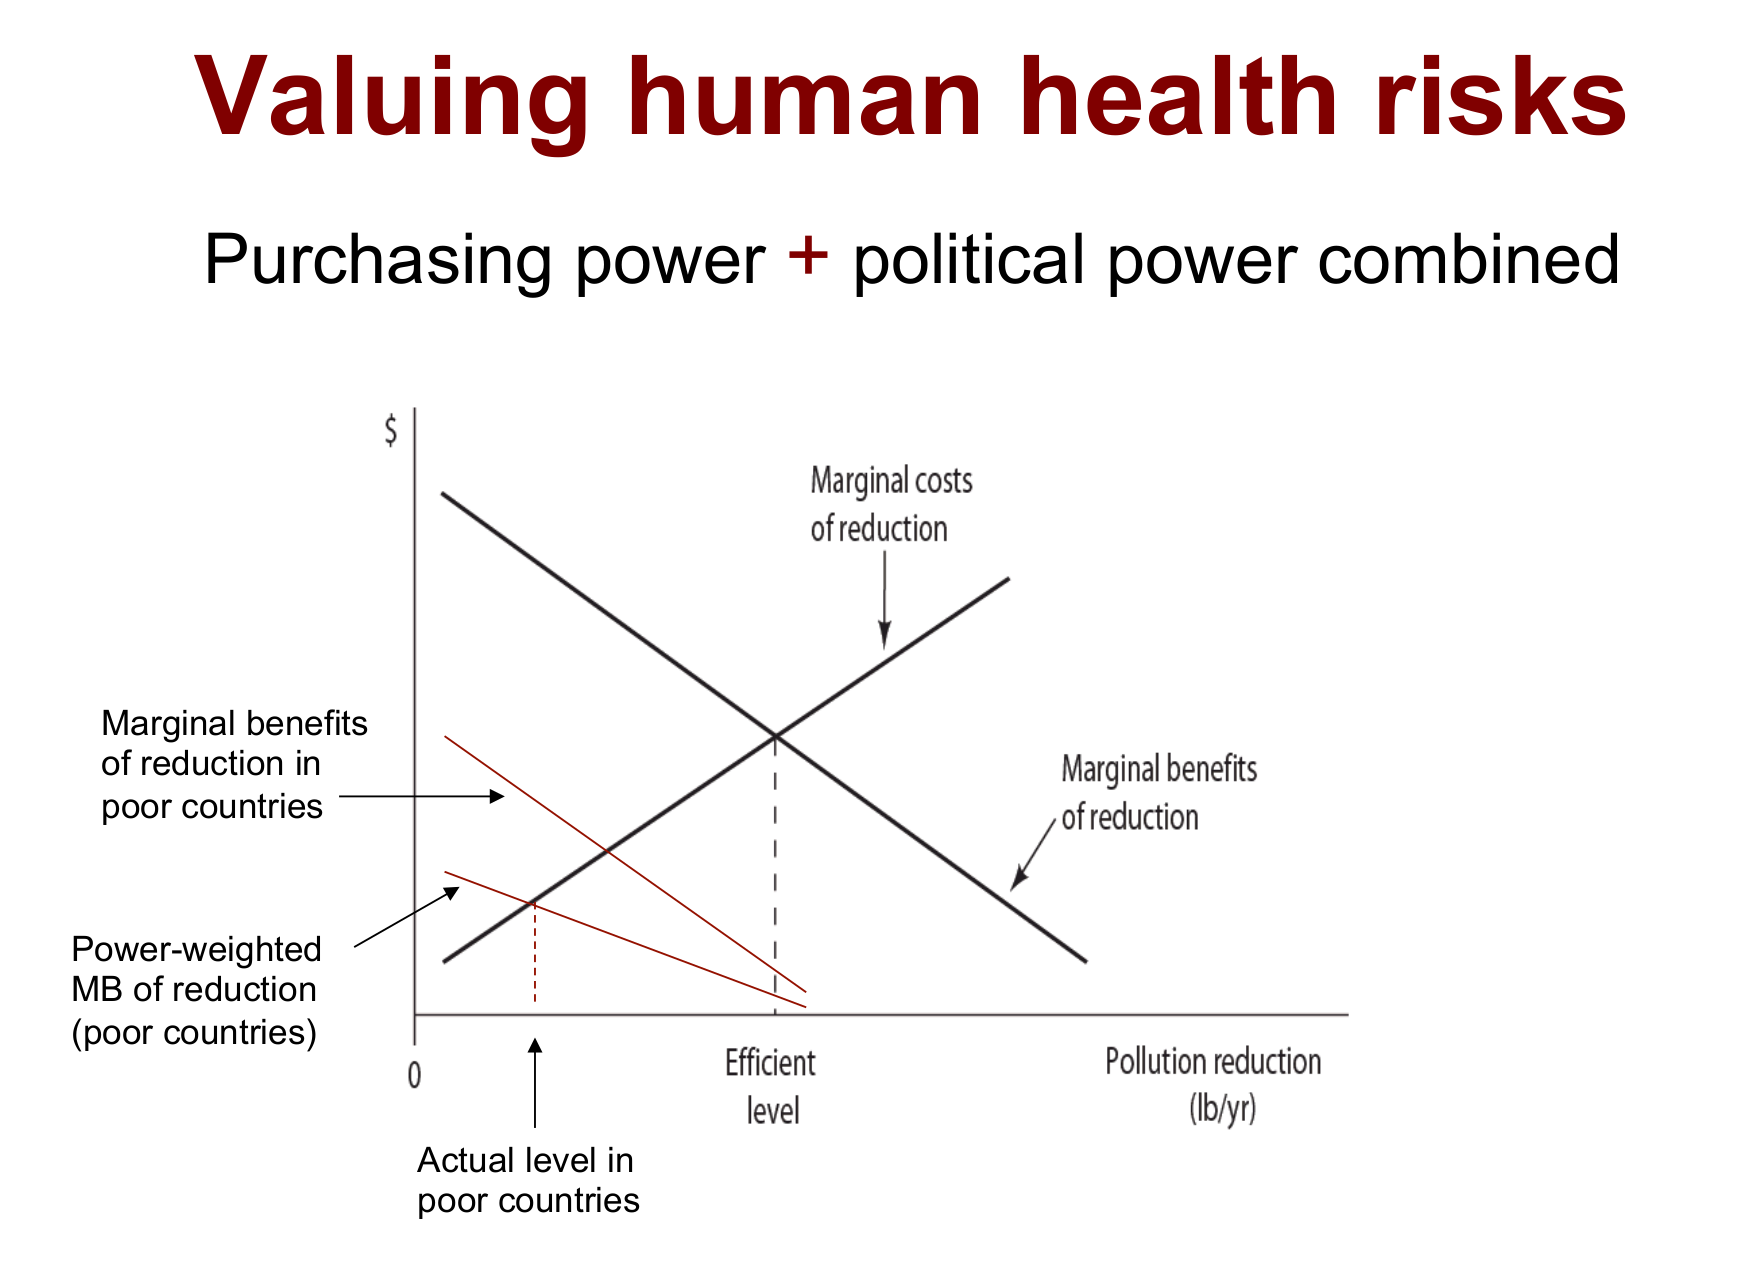 Valuing human health risks
Purchasing power + political power combined
$
Marginal costs
of reduction
Marginal benefits
of reduction in
poor countries
Marginal benefits
of reduction
Power-weighted
MB of reduction
(poor countries)
0
Efficient
level
Pollution reduction
(lb/yr)
Actual level in
poor countries